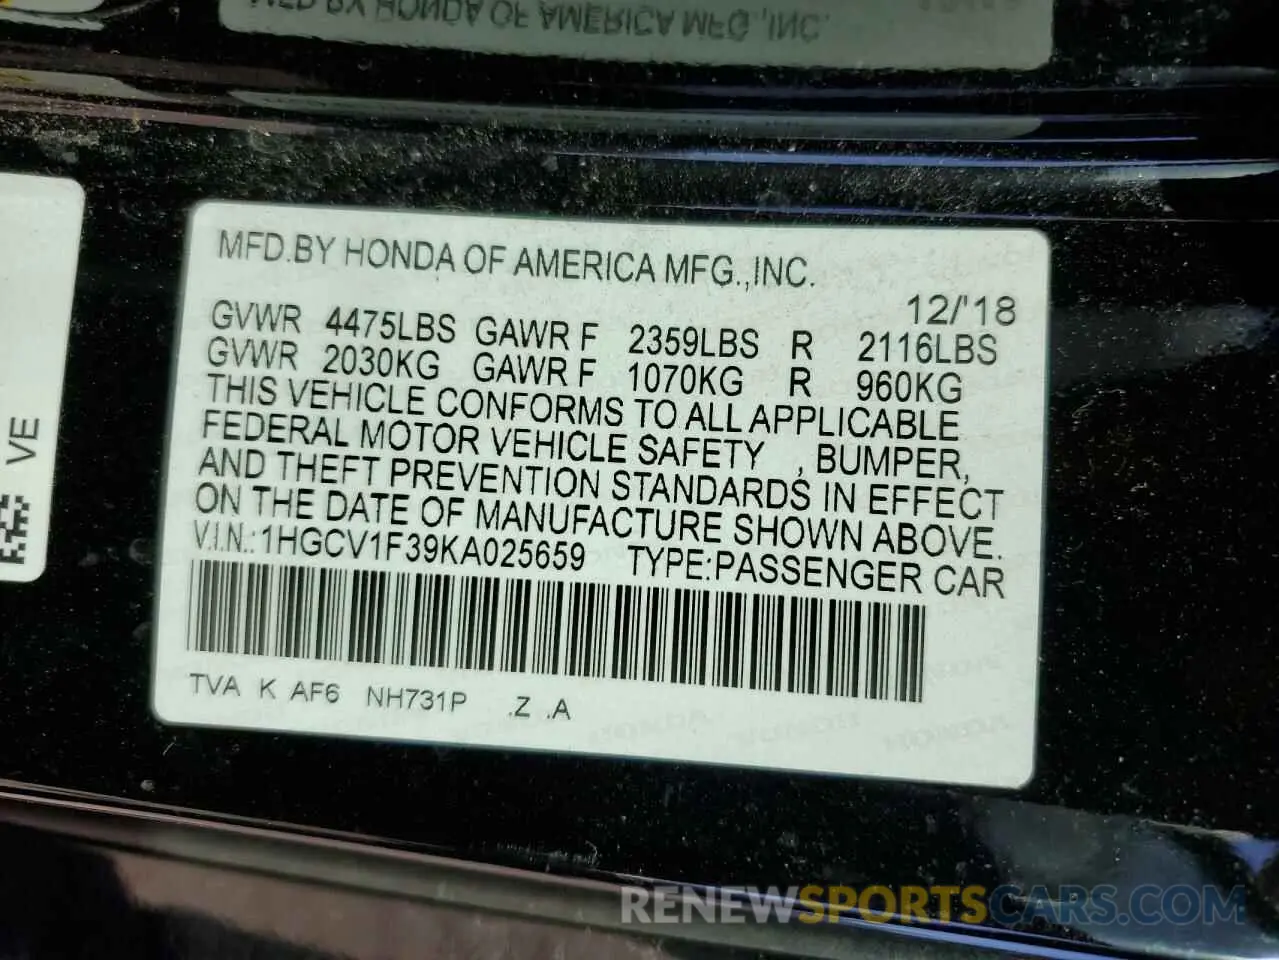 MFD.BY HONDA OF AMERICA MFG.,INC.
12/'18
GVWR 4475LBS GAWR F 2359LBS R 2116LBS
GVWR 2030KG GAWR F 1070KG R 960KG
THIS VEHICLE CONFORMS TO ALL APPLICABLE
FEDERAL MOTOR VEHICLE SAFETY , BUMPER,
AND THEFT PREVENTION STANDARDS IN EFFECT
ON THE DATE OF MANUFACTURE SHOWN ABOVE.
V.I.N.:1HGCV1F39KA025659 TYPE:PASSENGER CAR
TVA K AF6 NH731P .Z .A
VE
RENEWSPORTSCARS.COM